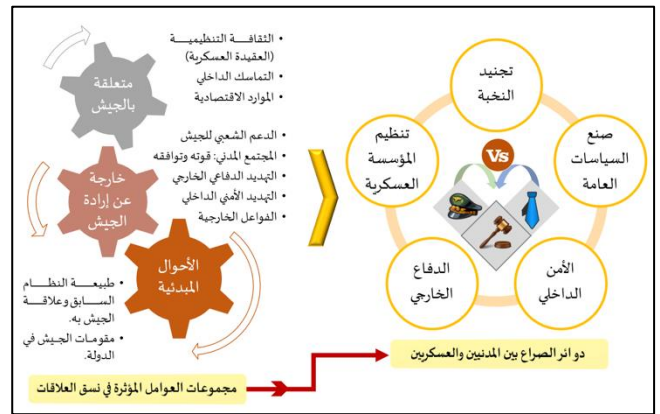 متعلقة
بالجيش
• الثقافة التنظيمية
(العقيدة العسكرية)
• التماسك الداخلي
• الموارد الاقتصادية
خارجة
عن إرادة
الجيش
• الدعم الشعبي للجيش
• المجتمع المدني: قوته وتوافقه
• التهديد الدفاعي الخارجي
• التهديد الأمني الداخلي
• الفواعل الخارجية
الأحوال
المبدئية
• طبيعة النظام
السابق وعلاقة
الجيش به.
• مقومات الجيش في
الدولة.
مجموعات العوامل المؤثرة في نسق العلاقات
تجنيد
النخبة
صنع
السياسات
العامة
تنظيم
المؤسسة
العسكرية
Vs
الأمن
الداخلي
الدفاع
الخارجي
دوائر الصراع بين المدنيين والعسكريين